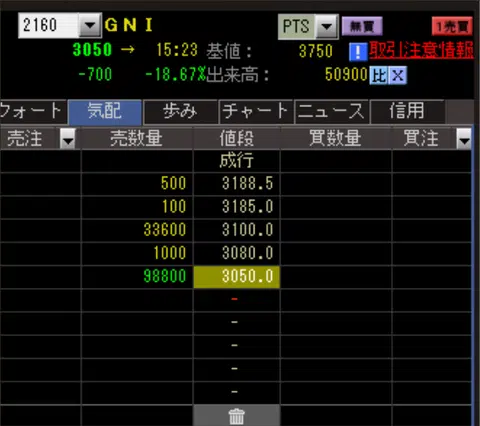 2160 GNI PTS 無買 1売買
3050 → 15:23 基値: 3750 ! 取引注意情報
-700 -18.67% 出来高: 50900 比 X
ウォート 気配 歩み チャート ニュース 信用
売注 売数量 値段 買数量 買注
成行
500 3188.5
100 3185.0
33600 3100.0
1000 3080.0
98800 3050.0
-
-
-
-
-